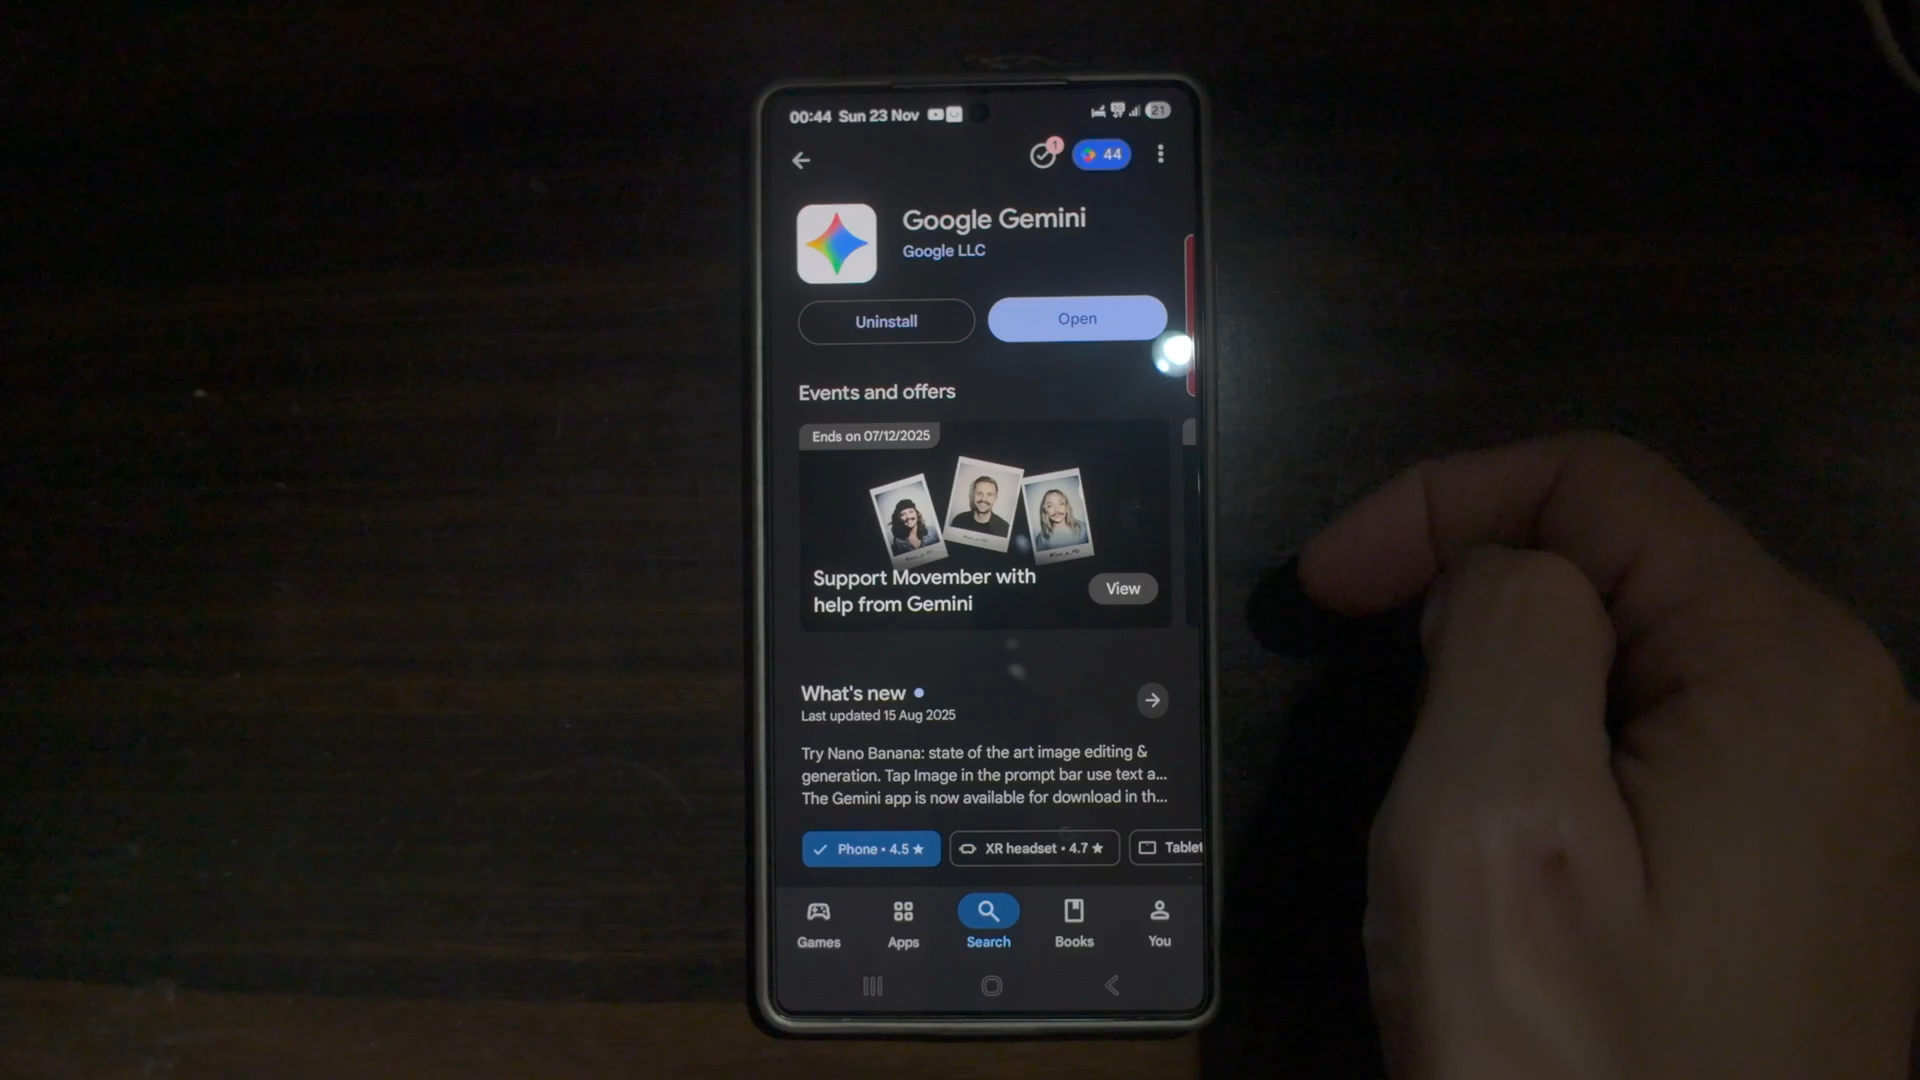 00:44 Sun 23 Nov
21
1
44
Google Gemini
Google LLC
Uninstall
Open
Events and offers
Ends on 07/12/2025
Support Movember with
help from Gemini
View
What's new
Last updated 15 Aug 2025
Try Nano Banana: state of the art image editing &
generation. Tap Image in the prompt bar use text a...
The Gemini app is now available for download in th...
Phone • 4.5 ★
XR headset • 4.7 ★
Tablet
Games
Apps
Search
Books
You